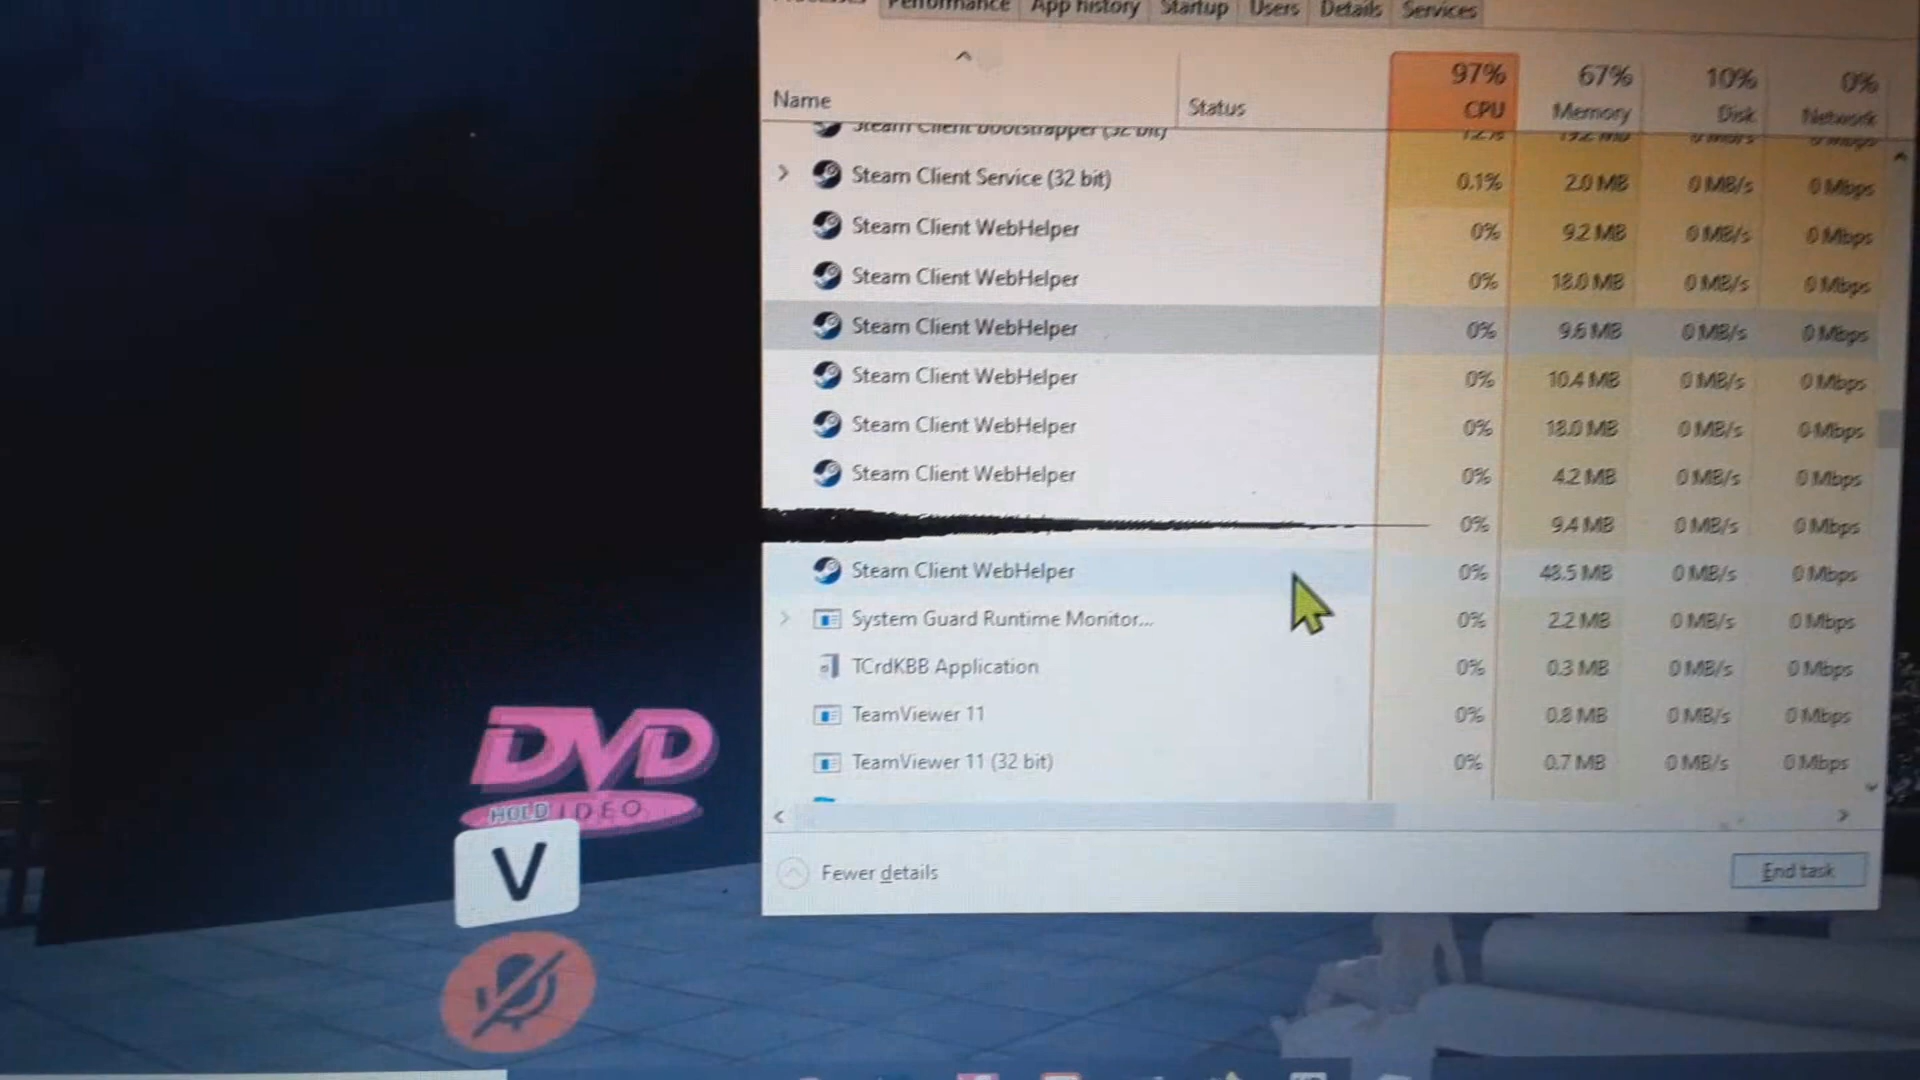 Processes Performance App history Startup Users Details Services
97% 67% 10% 0%
Name Status CPU Memory Disk Network
Steam Client Bootstrapper (32 bit)
Steam Client Service (32 bit) 0.1% 2.0 MB 0 MB/s 0 Mbps
Steam Client WebHelper 0% 9.2 MB 0 MB/s 0 Mbps
Steam Client WebHelper 0% 18.0 MB 0 MB/s 0 Mbps
Steam Client WebHelper 0% 9.6 MB 0 MB/s 0 Mbps
Steam Client WebHelper 0% 10.4 MB 0 MB/s 0 Mbps
Steam Client WebHelper 0% 18.0 MB 0 MB/s 0 Mbps
Steam Client WebHelper 0% 4.2 MB 0 MB/s 0 Mbps
0% 9.4 MB 0 MB/s 0 Mbps
Steam Client WebHelper 0% 48.5 MB 0 MB/s 0 Mbps
System Guard Runtime Monitor... 0% 2.2 MB 0 MB/s 0 Mbps
TCrdKBB Application 0% 0.3 MB 0 MB/s 0 Mbps
TeamViewer 11 0% 0.8 MB 0 MB/s 0 Mbps
TeamViewer 11 (32 bit) 0% 0.7 MB 0 MB/s 0 Mbps
Fewer details End task
DVD
HOLD
V